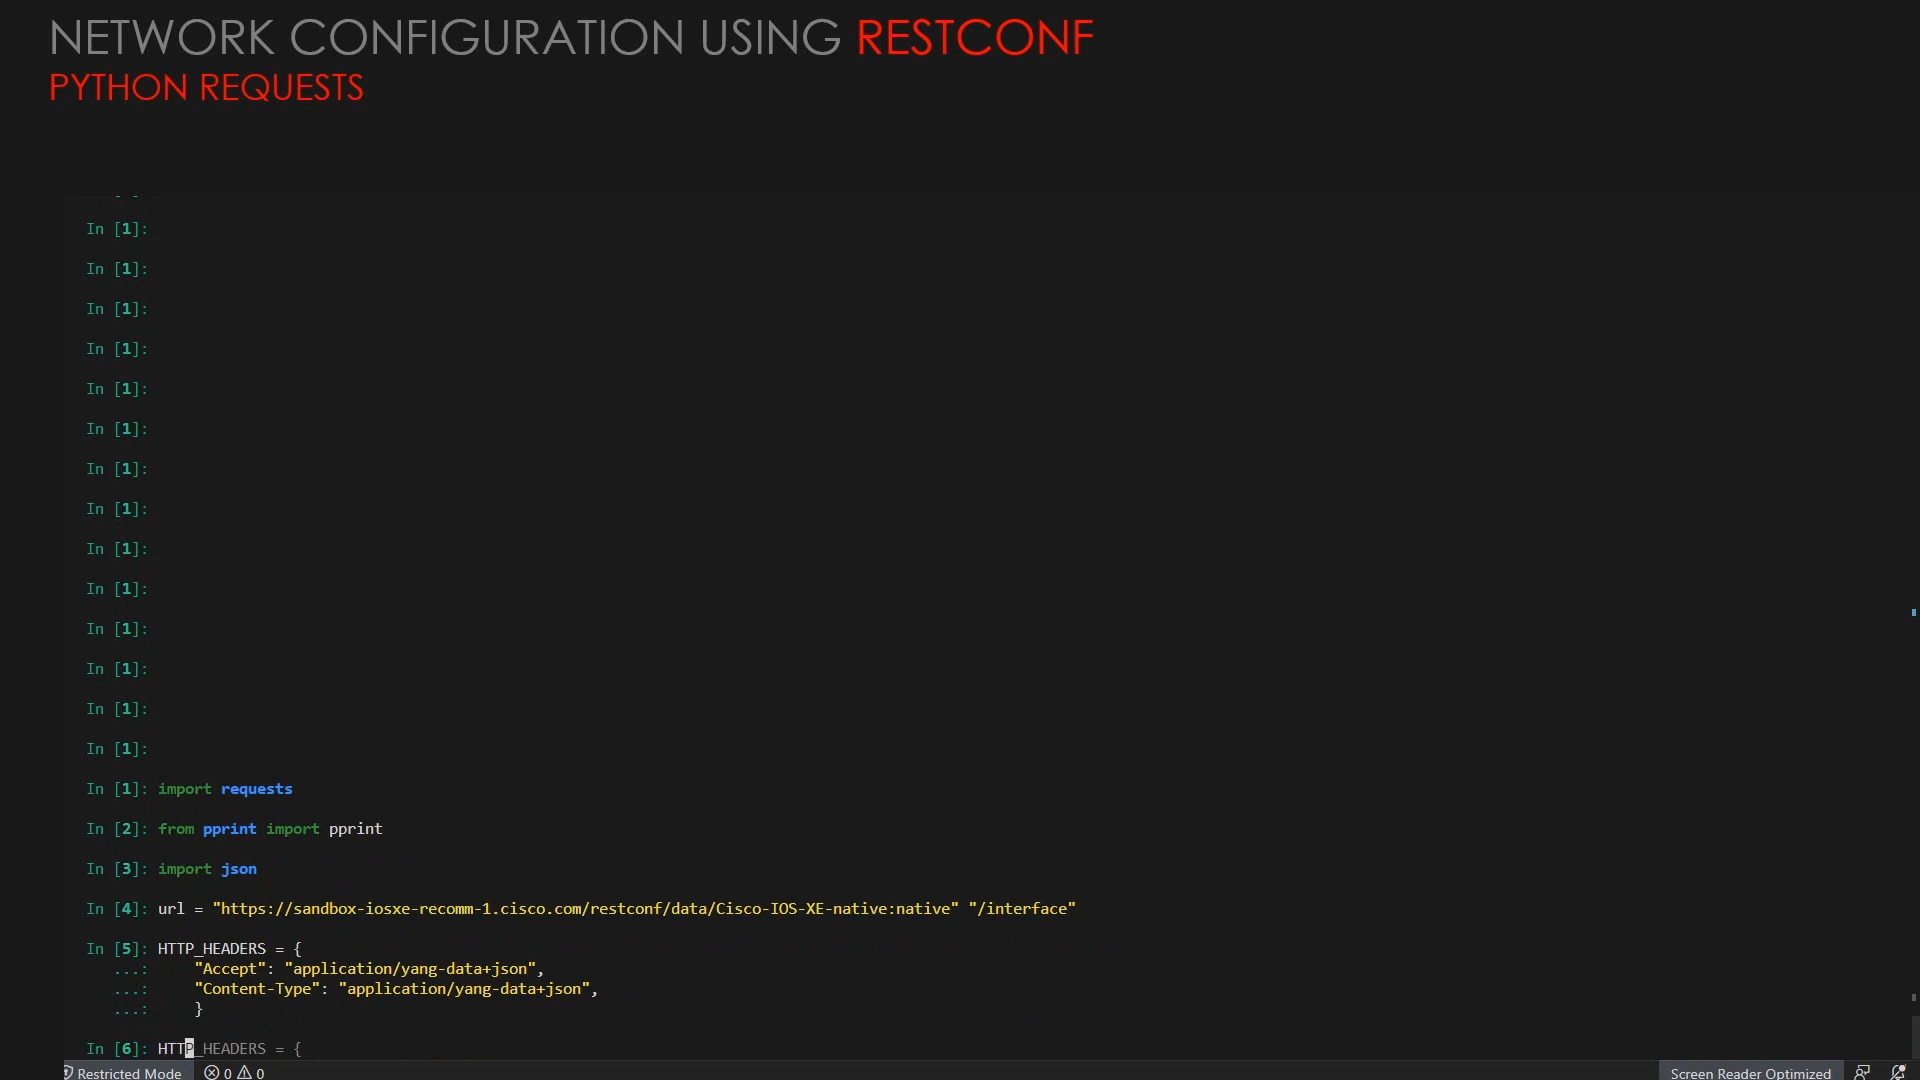 NETWORK CONFIGURATION USING RESTCONF
PYTHON REQUESTS
In [1]:
In [1]:
In [1]:
In [1]:
In [1]:
In [1]:
In [1]:
In [1]:
In [1]:
In [1]:
In [1]:
In [1]:
In [1]:
In [1]:
In [1]: import requests
In [2]: from pprint import pprint
In [3]: import json
In [4]: url = "https://sandbox-iosxe-recomm-1.cisco.com/restconf/data/Cisco-IOS-XE-native:native" "/interface"
In [5]: HTTP_HEADERS = {
...:     "Accept": "application/yang-data+json",
...:     "Content-Type": "application/yang-data+json",
...:     }
In [6]: HTTP_HEADERS = {
Restricted Mode 0 0 Screen Reader Optimized